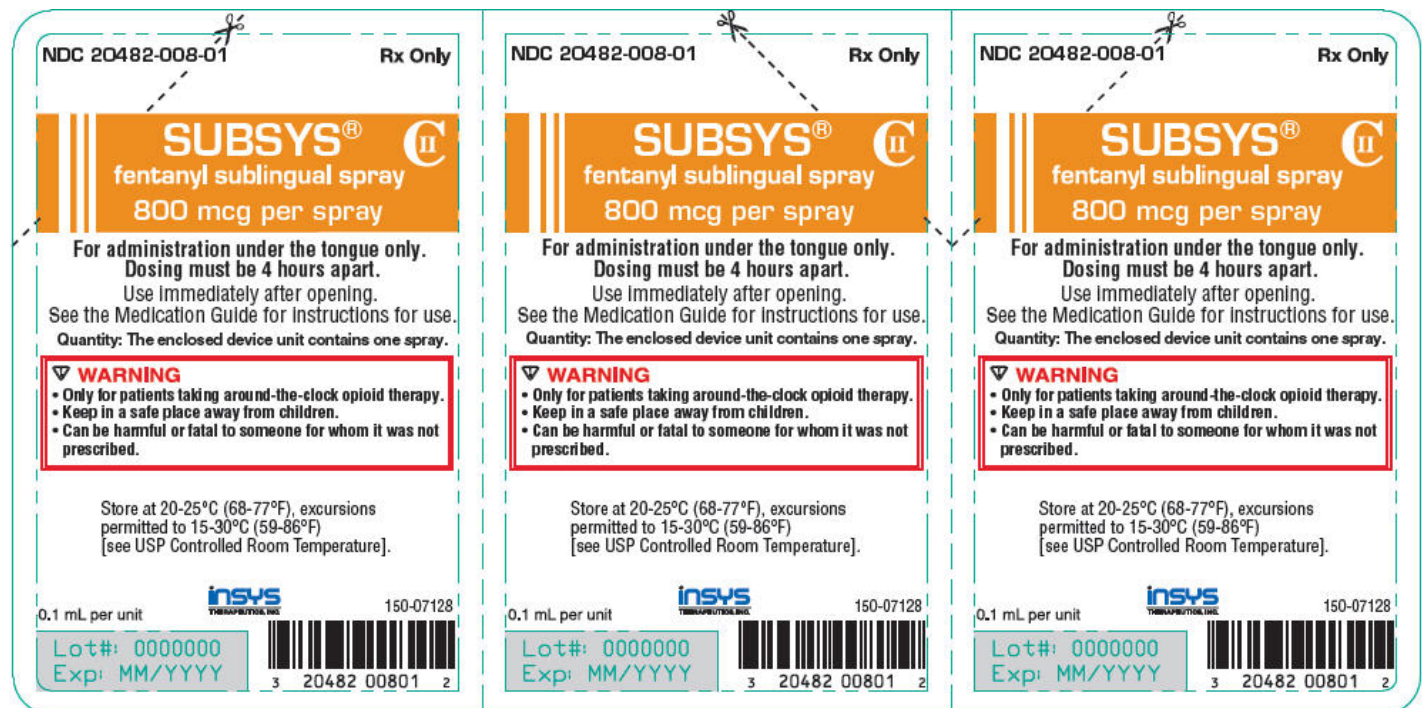 NDC 20482-008-01 Rx Only
SUBSYS® CII
fentanyl sublingual spray
800 mcg per spray
For administration under the tongue only.
Dosing must be 4 hours apart.
Use immediately after opening.
See the Medication Guide for instructions for use.
Quantity: The enclosed device unit contains one spray.
WARNING
• Only for patients taking around-the-clock opioid therapy.
• Keep in a safe place away from children.
• Can be harmful or fatal to someone for whom it was not
prescribed.
Store at 20-25°C (68-77°F), excursions
permitted to 15-30°C (59-86°F)
[see USP Controlled Room Temperature].
insys
THERAPEUTICS, INC.
0.1 mL per unit 150-07128
Lot#: 0000000
Exp: MM/YYYY
3 20482 00801 2
NDC 20482-008-01 Rx Only
SUBSYS® CII
fentanyl sublingual spray
800 mcg per spray
For administration under the tongue only.
Dosing must be 4 hours apart.
Use immediately after opening.
See the Medication Guide for instructions for use.
Quantity: The enclosed device unit contains one spray.
WARNING
• Only for patients taking around-the-clock opioid therapy.
• Keep in a safe place away from children.
• Can be harmful or fatal to someone for whom it was not
prescribed.
Store at 20-25°C (68-77°F), excursions
permitted to 15-30°C (59-86°F)
[see USP Controlled Room Temperature].
insys
THERAPEUTICS, INC.
0.1 mL per unit 150-07128
Lot#: 0000000
Exp: MM/YYYY
3 20482 00801 2
NDC 20482-008-01 Rx Only
SUBSYS® CII
fentanyl sublingual spray
800 mcg per spray
For administration under the tongue only.
Dosing must be 4 hours apart.
Use immediately after opening.
See the Medication Guide for instructions for use.
Quantity: The enclosed device unit contains one spray.
WARNING
• Only for patients taking around-the-clock opioid therapy.
• Keep in a safe place away from children.
• Can be harmful or fatal to someone for whom it was not
prescribed.
Store at 20-25°C (68-77°F), excursions
permitted to 15-30°C (59-86°F)
[see USP Controlled Room Temperature].
insys
THERAPEUTICS, INC.
0.1 mL per unit 150-07128
Lot#: 0000000
Exp: MM/YYYY
3 20482 00801 2